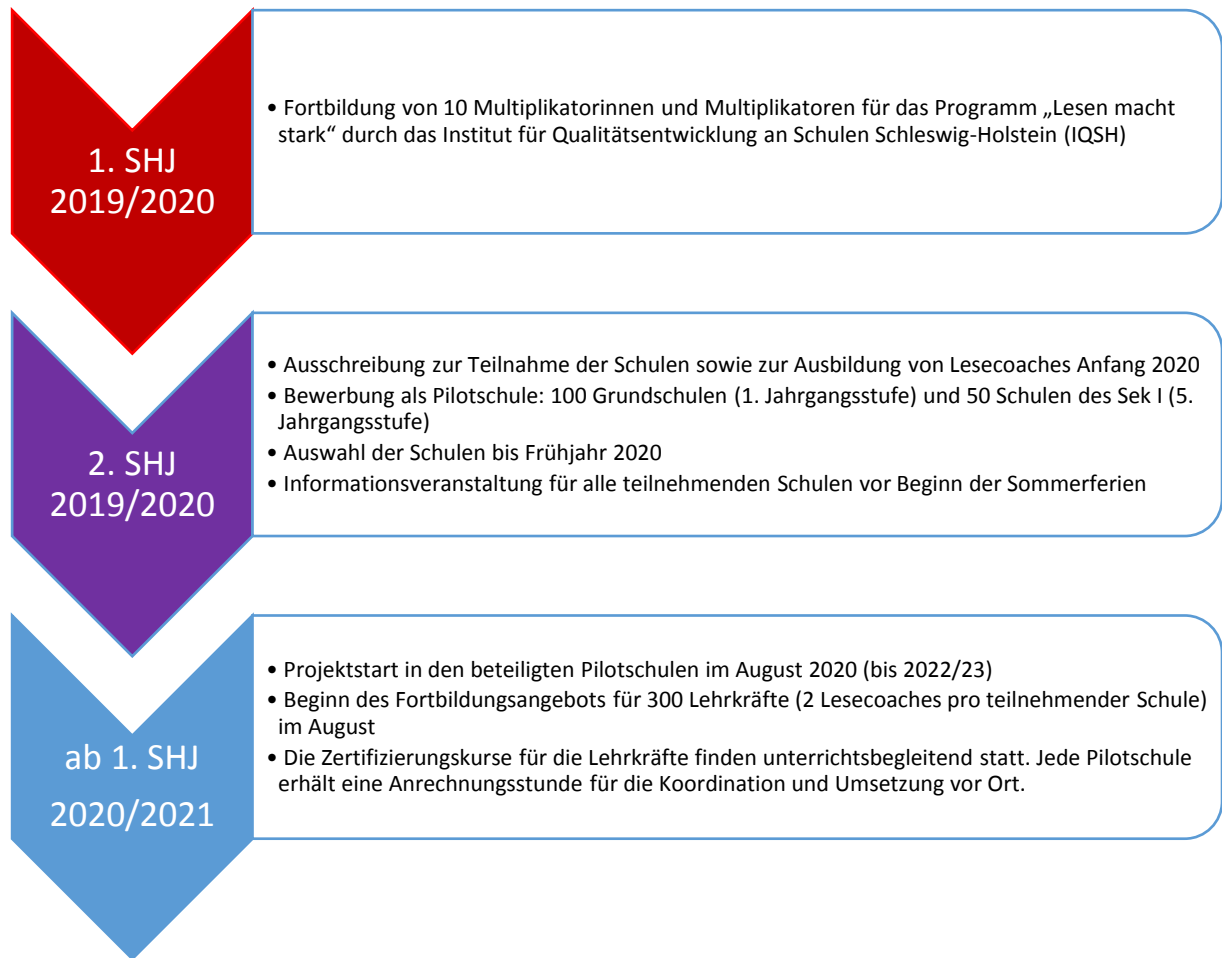 1. SHJ
2019/2020
• Fortbildung von 10 Multiplikatorinnen und Multiplikatoren für das Programm „Lesen macht
stark“ durch das Institut für Qualitätsentwicklung an Schulen Schleswig-Holstein (IQSH)
2. SHJ
2019/2020
• Ausschreibung zur Teilnahme der Schulen sowie zur Ausbildung von Lesecoaches Anfang 2020
• Bewerbung als Pilotschule: 100 Grundschulen (1. Jahrgangsstufe) und 50 Schulen des Sek I (5.
Jahrgangsstufe)
• Auswahl der Schulen bis Frühjahr 2020
• Informationsveranstaltung für alle teilnehmenden Schulen vor Beginn der Sommerferien
ab 1. SHJ
2020/2021
• Projektstart in den beteiligten Pilotschulen im August 2020 (bis 2022/23)
• Beginn des Fortbildungsangebots für 300 Lehrkräfte (2 Lesecoaches pro teilnehmender Schule)
im August
• Die Zertifizierungskurse für die Lehrkräfte finden unterrichtsbegleitend statt. Jede Pilotschule
erhält eine Anrechnungsstunde für die Koordination und Umsetzung vor Ort.